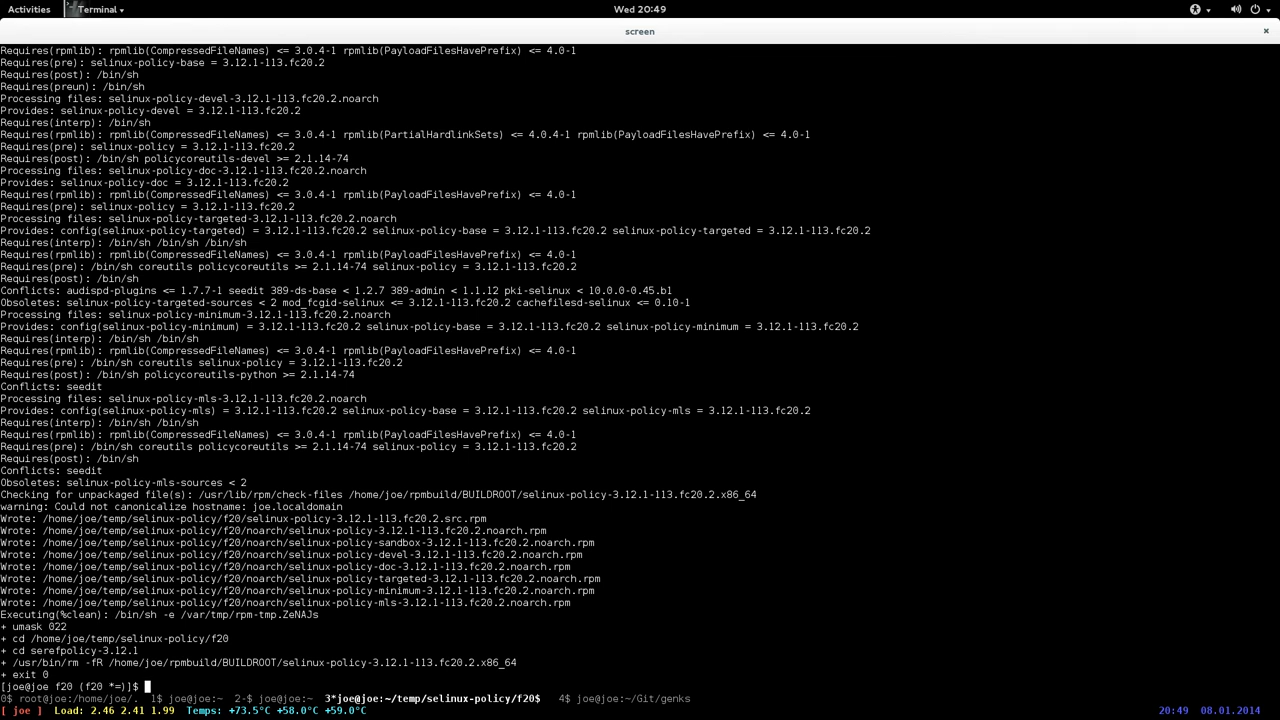 Activities Terminal Wed 20:49
screen ×
Requires(rpmlib): rpmlib(CompressedFileNames) <= 3.0.4-1 rpmlib(PayloadFilesHavePrefix) <= 4.0-1
Requires(pre): selinux-policy-base = 3.12.1-113.fc20.2
Requires(post): /bin/sh
Requires(preun): /bin/sh
Processing files: selinux-policy-devel-3.12.1-113.fc20.2.noarch
Provides: selinux-policy-devel = 3.12.1-113.fc20.2
Requires(interp): /bin/sh
Requires(rpmlib): rpmlib(CompressedFileNames) <= 3.0.4-1 rpmlib(PartialHardlinkSets) <= 4.0.4-1 rpmlib(PayloadFilesHavePrefix) <= 4.0-1
Requires(pre): selinux-policy = 3.12.1-113.fc20.2
Requires(post): /bin/sh policycoreutils-devel >= 2.1.14-74
Processing files: selinux-policy-doc-3.12.1-113.fc20.2.noarch
Provides: selinux-policy-doc = 3.12.1-113.fc20.2
Requires(rpmlib): rpmlib(CompressedFileNames) <= 3.0.4-1 rpmlib(PayloadFilesHavePrefix) <= 4.0-1
Requires(pre): selinux-policy = 3.12.1-113.fc20.2
Processing files: selinux-policy-targeted-3.12.1-113.fc20.2.noarch
Provides: config(selinux-policy-targeted) = 3.12.1-113.fc20.2 selinux-policy-base = 3.12.1-113.fc20.2 selinux-policy-targeted = 3.12.1-113.fc20.2
Requires(interp): /bin/sh /bin/sh /bin/sh
Requires(rpmlib): rpmlib(CompressedFileNames) <= 3.0.4-1 rpmlib(PayloadFilesHavePrefix) <= 4.0-1
Requires(pre): /bin/sh coreutils policycoreutils >= 2.1.14-74 selinux-policy = 3.12.1-113.fc20.2
Requires(post): /bin/sh
Conflicts: audispd-plugins <= 1.7.7-1 seedit 389-ds-base < 1.2.7 389-admin < 1.1.12 pki-selinux < 10.0.0-0.45.b1
Obsoletes: selinux-policy-targeted-sources < 2 mod_fcgid-selinux <= 3.12.1-113.fc20.2 cachefilesd-selinux <= 0.10-1
Processing files: selinux-policy-minimum-3.12.1-113.fc20.2.noarch
Provides: config(selinux-policy-minimum) = 3.12.1-113.fc20.2 selinux-policy-base = 3.12.1-113.fc20.2 selinux-policy-minimum = 3.12.1-113.fc20.2
Requires(interp): /bin/sh /bin/sh
Requires(rpmlib): rpmlib(CompressedFileNames) <= 3.0.4-1 rpmlib(PayloadFilesHavePrefix) <= 4.0-1
Requires(pre): /bin/sh coreutils selinux-policy = 3.12.1-113.fc20.2
Requires(post): /bin/sh policycoreutils-python >= 2.1.14-74
Conflicts: seedit
Processing files: selinux-policy-mls-3.12.1-113.fc20.2.noarch
Provides: config(selinux-policy-mls) = 3.12.1-113.fc20.2 selinux-policy-base = 3.12.1-113.fc20.2 selinux-policy-mls = 3.12.1-113.fc20.2
Requires(interp): /bin/sh /bin/sh
Requires(rpmlib): rpmlib(CompressedFileNames) <= 3.0.4-1 rpmlib(PayloadFilesHavePrefix) <= 4.0-1
Requires(pre): /bin/sh coreutils policycoreutils >= 2.1.14-74 selinux-policy = 3.12.1-113.fc20.2
Requires(post): /bin/sh
Conflicts: seedit
Obsoletes: selinux-policy-mls-sources < 2
Checking for unpackaged file(s): /usr/lib/rpm/check-files /home/joe/rpmbuild/BUILDROOT/selinux-policy-3.12.1-113.fc20.2.x86_64
warning: Could not canonicalize hostname: joe.localdomain
Wrote: /home/joe/temp/selinux-policy/f20/selinux-policy-3.12.1-113.fc20.2.src.rpm
Wrote: /home/joe/temp/selinux-policy/f20/noarch/selinux-policy-3.12.1-113.fc20.2.noarch.rpm
Wrote: /home/joe/temp/selinux-policy/f20/noarch/selinux-policy-sandbox-3.12.1-113.fc20.2.noarch.rpm
Wrote: /home/joe/temp/selinux-policy/f20/noarch/selinux-policy-devel-3.12.1-113.fc20.2.noarch.rpm
Wrote: /home/joe/temp/selinux-policy/f20/noarch/selinux-policy-doc-3.12.1-113.fc20.2.noarch.rpm
Wrote: /home/joe/temp/selinux-policy/f20/noarch/selinux-policy-targeted-3.12.1-113.fc20.2.noarch.rpm
Wrote: /home/joe/temp/selinux-policy/f20/noarch/selinux-policy-minimum-3.12.1-113.fc20.2.noarch.rpm
Wrote: /home/joe/temp/selinux-policy/f20/noarch/selinux-policy-mls-3.12.1-113.fc20.2.noarch.rpm
Executing(%clean): /bin/sh -e /var/tmp/rpm-tmp.ZeNAJs
+ umask 022
+ cd /home/joe/temp/selinux-policy/f20
+ cd serefpolicy-3.12.1
+ /usr/bin/rm -fR /home/joe/rpmbuild/BUILDROOT/selinux-policy-3.12.1-113.fc20.2.x86_64
+ exit 0
[joe@joe f20 (f20 *=)]$
0$ root@joe:/home/joe/. 1$ joe@joe:~ 2-$ joe@joe:~ 3*joe@joe:~/temp/selinux-policy/f20$ 4$ joe@joe:~/Git/genks
[ joe ] Load: 2.46 2.41 1.99 Temps: +73.5°C +58.0°C +59.0°C 20:49 08.01.2014